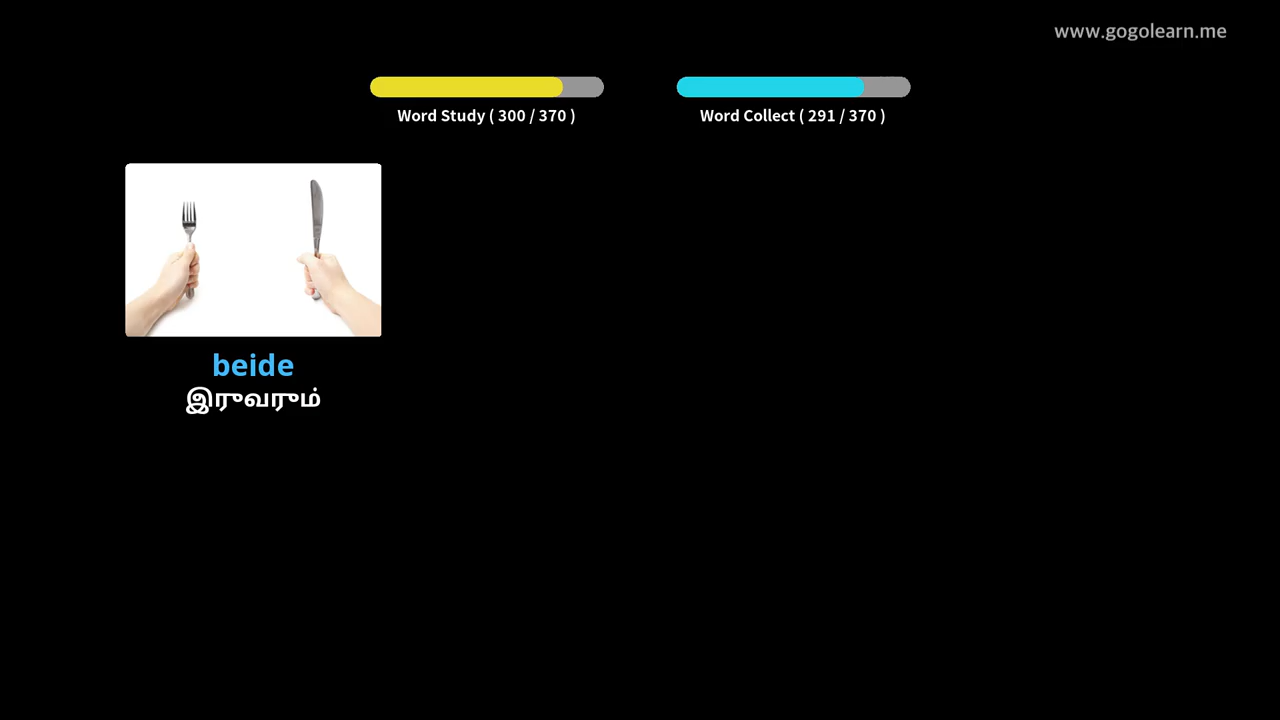 www.gogolearn.me
Word Study ( 300 / 370 )
Word Collect ( 291 / 370 )
beide
இருவரும்